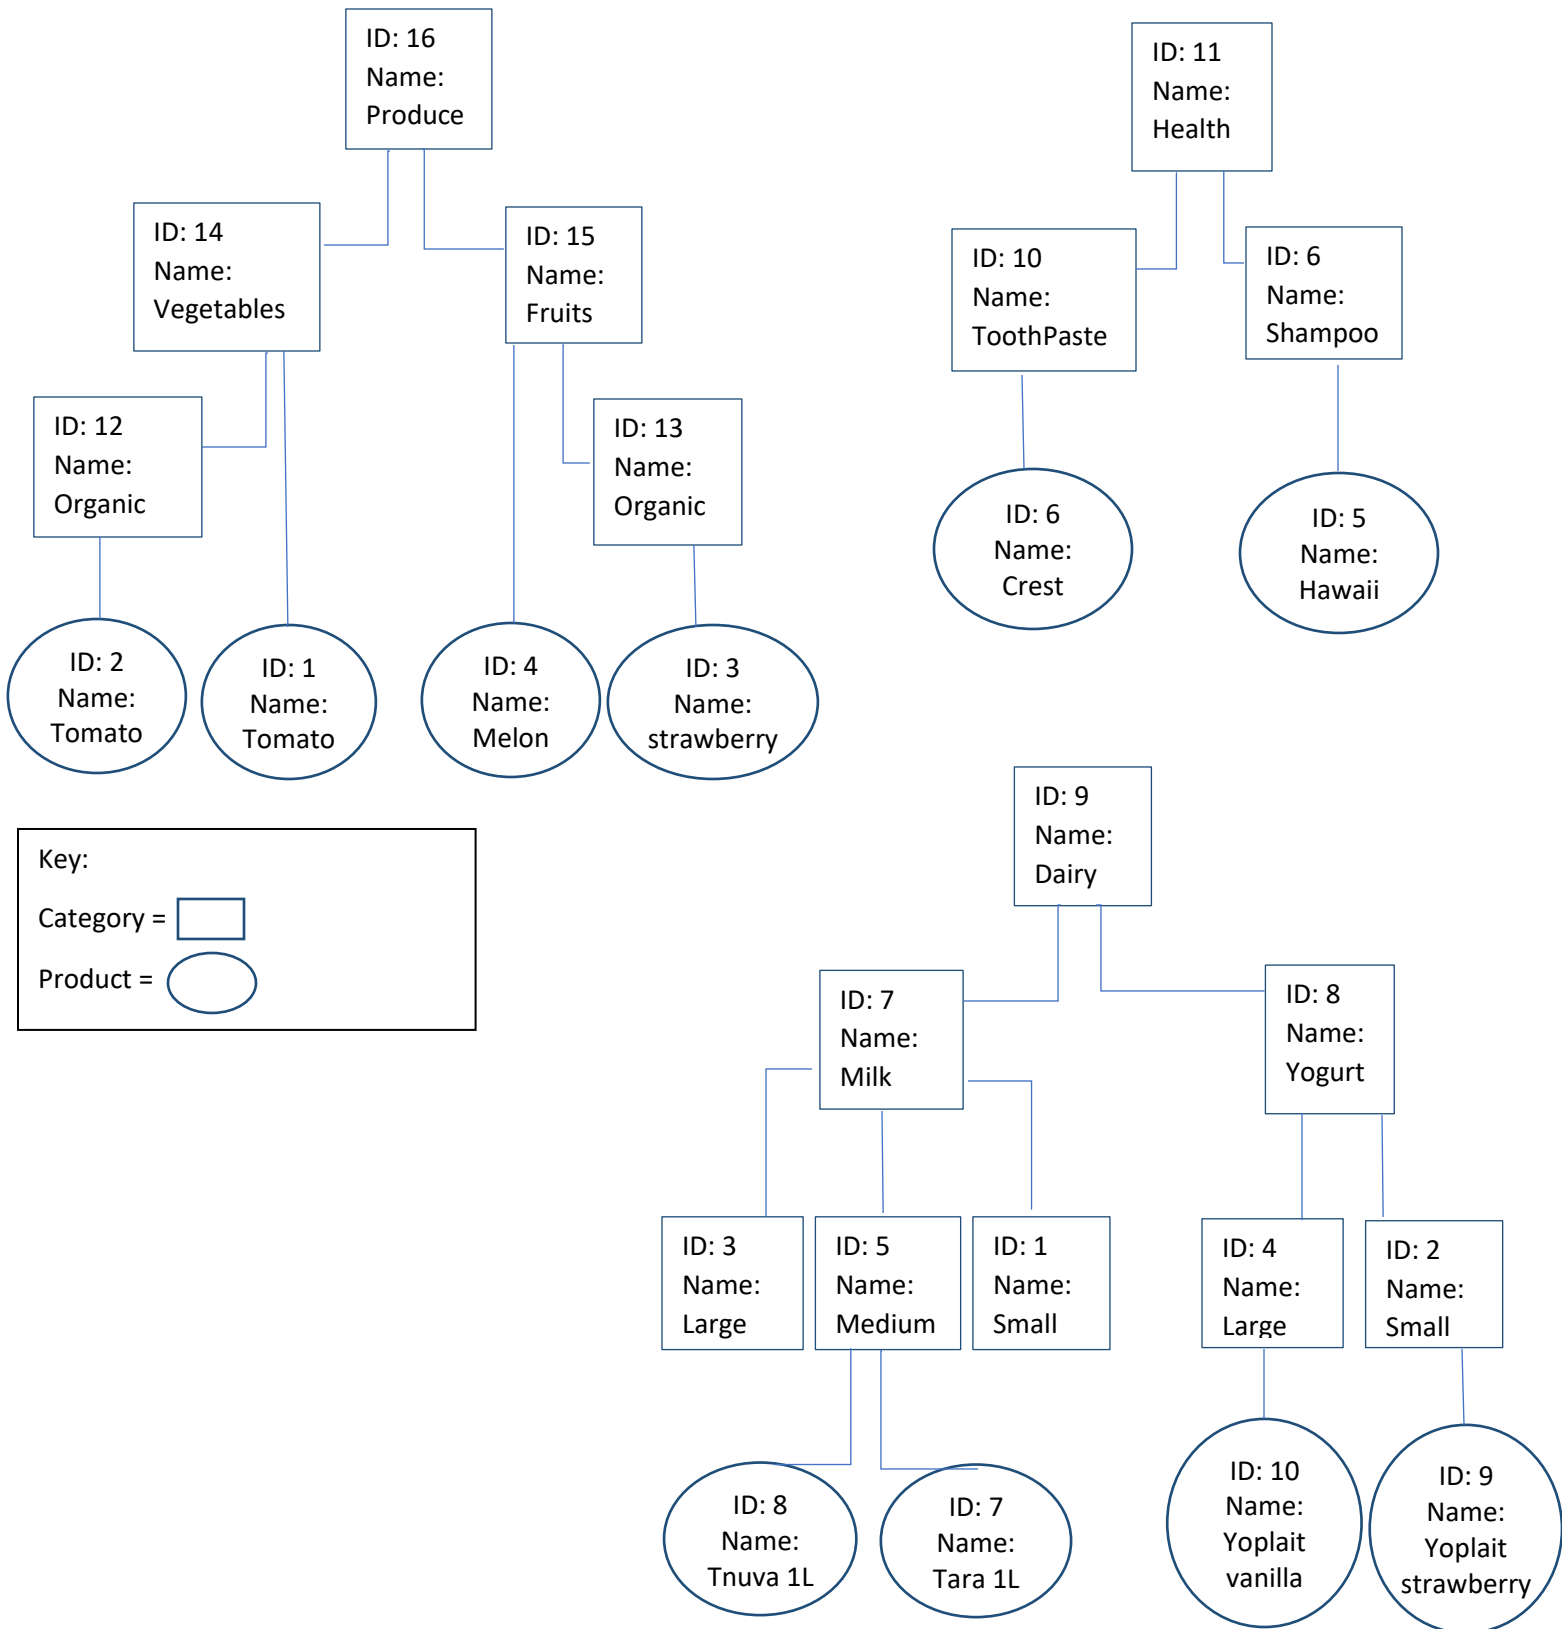 ID: 16
Name:
Produce
ID: 11
Name:
Health
ID: 14
Name:
Vegetables
ID: 15
Name:
Fruits
ID: 10
Name:
ToothPaste
ID: 6
Name:
Shampoo
ID: 12
Name:
Organic
ID: 13
Name:
Organic
ID: 6
Name:
Crest
ID: 5
Name:
Hawaii
ID: 2
Name:
Tomato
ID: 1
Name:
Tomato
ID: 4
Name:
Melon
ID: 3
Name:
strawberry
Key:
Category =
Product =
ID: 9
Name:
Dairy
ID: 7
Name:
Milk
ID: 8
Name:
Yogurt
ID: 3
Name:
Large
ID: 5
Name:
Medium
ID: 1
Name:
Small
ID: 4
Name:
Large
ID: 2
Name:
Small
ID: 8
Name:
Tnuva 1L
ID: 7
Name:
Tara 1L
ID: 10
Name:
Yoplait
vanilla
ID: 9
Name:
Yoplait
strawberry